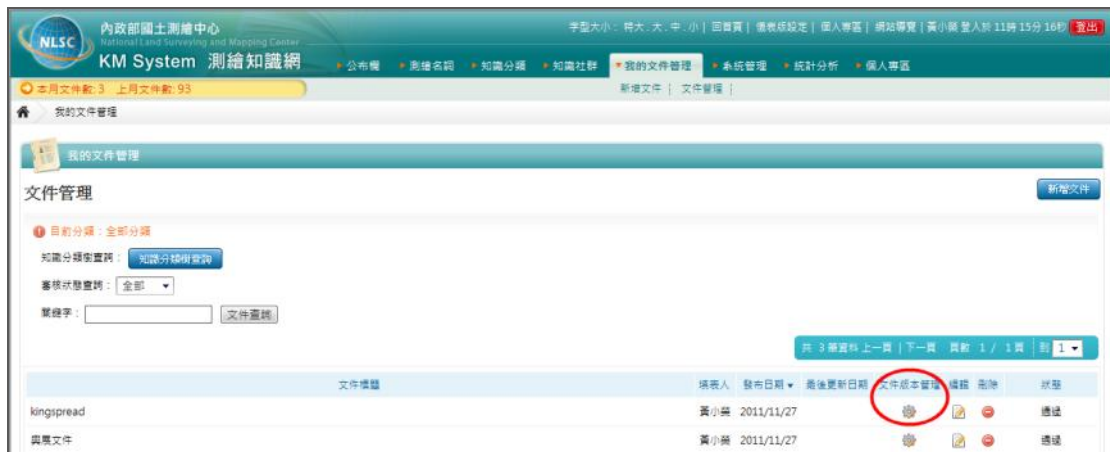 NLSC 內政部國土測繪中心
National Land Surveying and Mapping Center
KM System 測繪知識網
字型大小: 特大.大.中.小 | 回首頁 | 儀表版設定 | 個人專區 | 網站導覽 | 黃小榮 登入於 11時 15分 16秒 登出
公布欄 測繪名詞 知識分類 知識社群 我的文件管理 系統管理 統計分析 個人專區
本月文件數: 3 上月文件數: 93
新增文件 | 文件管理 |
我的文件管理
我的文件管理
文件管理
新增文件
目前分類:全部分類
知識分類樹查詢: 知識分類樹查詢
審核狀態查詢: 全部
關鍵字: 文件查詢
共 3 筆資料 上一頁 | 下一頁 頁數 1 / 1 頁 到 1
文件標題 填表人 發布日期 最後更新日期 文件版本管理 編輯 刪除 狀態
kingspread 黃小榮 2011/11/27 通過
與展文件 黃小榮 2011/11/27 通過